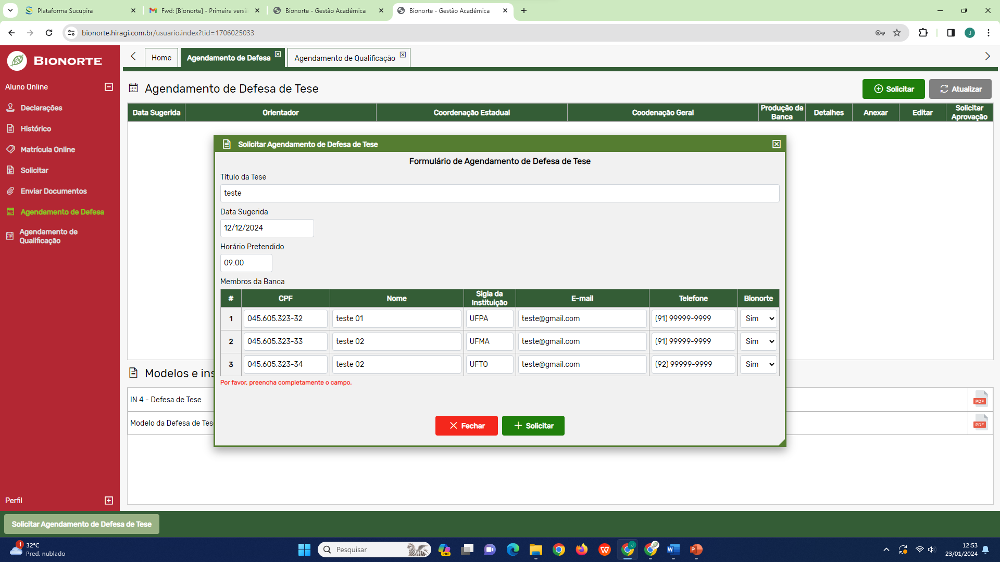 Plataforma Sucupira
Fwd: [Bionorte] - Primeira versã
Bionorte - Gestão Acadêmica
Bionorte - Gestão Acadêmica
bionorte.hiragi.com.br/usuario.index?tid=1706025033
J
BIONORTE
Home
Agendamento de Defesa
Agendamento de Qualificação
Aluno Online
Declarações
Histórico
Matrícula Online
Solicitar
Enviar Documentos
Agendamento de Defesa
Agendamento de
Qualificação
Perfil
Agendamento de Defesa de Tese
Solicitar
Atualizar
Data Sugerida
Orientador
Coordenação Estadual
Coodenação Geral
Produção da
Banca
Detalhes
Anexar
Editar
Solicitar
Aprovação
Solicitar Agendamento de Defesa de Tese
Formulário de Agendamento de Defesa de Tese
Título da Tese
teste
Data Sugerida
12/12/2024
Horário Pretendido
09:00
Membros da Banca
# CPF Nome Sigla da Instituição E-mail Telefone Bionorte
1 045.605.323-32 teste 01 UFPA teste@gmail.com (91) 99999-9999 Sim
2 045.605.323-33 teste 02 UFMA teste@gmail.com (91) 99999-9999 Sim
3 045.605.323-34 teste 02 UFTO teste@gmail.com (92) 99999-9999 Sim
Por favor, preencha completamente o campo.
Fechar
Solicitar
Modelos e ins
IN 4 - Defesa de Tese
PDF
Modelo da Defesa de Tes
PDF
Solicitar Agendamento de Defesa de Tese
1
32°C
Pred. nublado
Pesquisar
PRE
J
W
P
12:53
23/01/2024